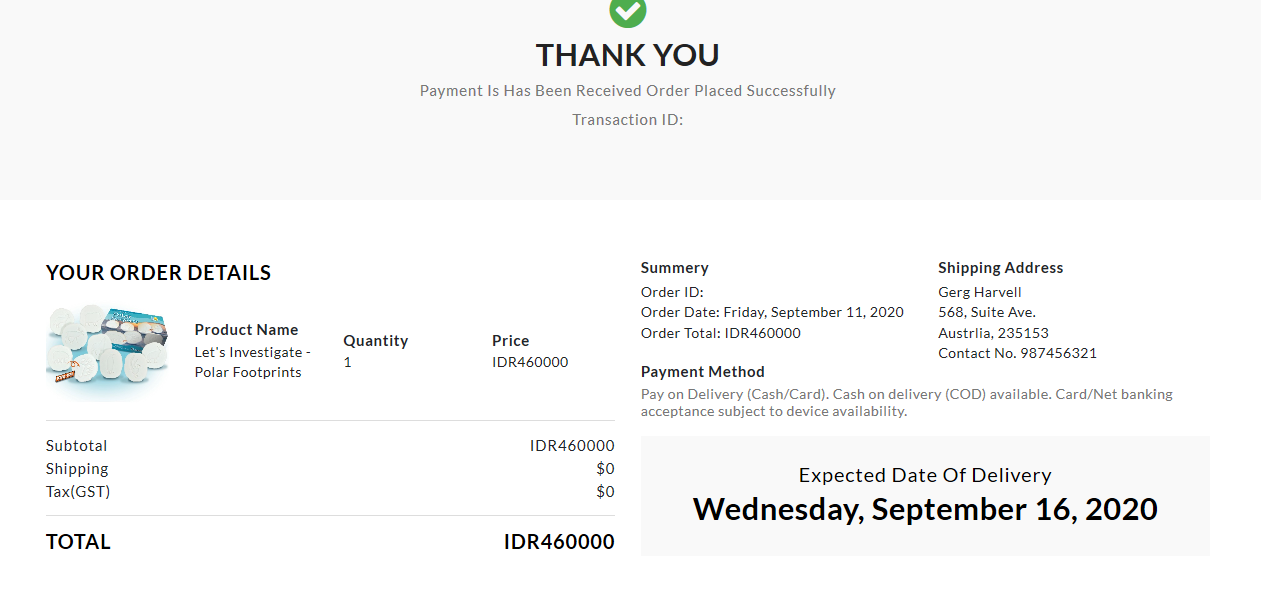 THANK YOU
Payment Is Has Been Received Order Placed Successfully
Transaction ID:
YOUR ORDER DETAILS
Product Name
Let's Investigate -
Polar Footprints
Quantity
1
Price
IDR460000
Subtotal IDR460000
Shipping $0
Tax(GST) $0
TOTAL IDR460000
Summery
Order ID:
Order Date: Friday, September 11, 2020
Order Total: IDR460000
Shipping Address
Gerg Harvell
568, Suite Ave.
Austrlia, 235153
Contact No. 987456321
Payment Method
Pay on Delivery (Cash/Card). Cash on delivery (COD) available. Card/Net banking
acceptance subject to device availability.
Expected Date Of Delivery
Wednesday, September 16, 2020